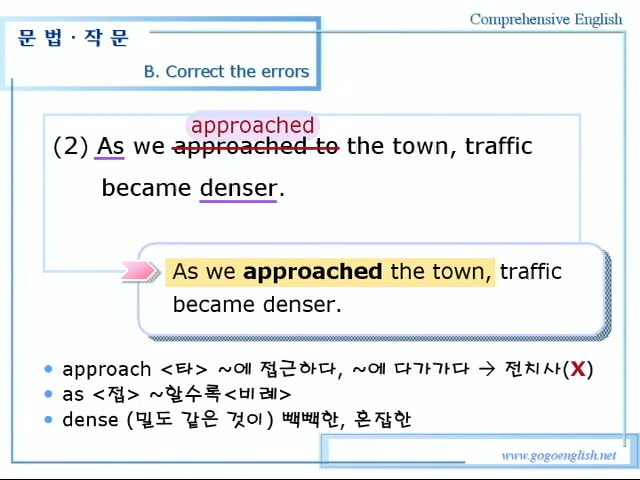 Comprehensive English
문 법 · 작 문
B. Correct the errors
approached
(2) As we approached to the town, traffic
became denser.
As we approached the town, traffic
became denser.
approach <타> ~에 접근하다, ~에 다가가다 → 전치사(X)
as <접> ~할수록<비례>
dense (밀도 같은 것이) 빽빽한, 혼잡한
www.gogoenglish.net